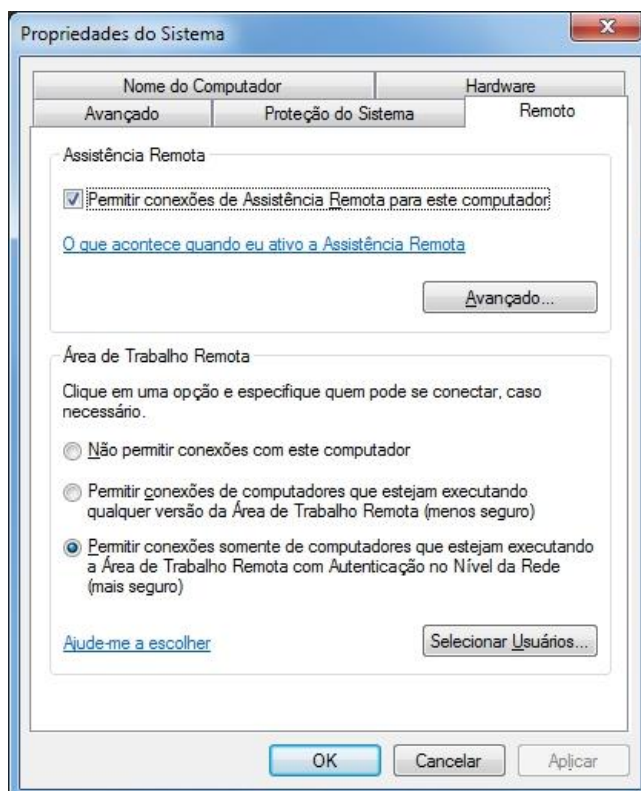 Propriedades do Sistema
Nome do Computador
Hardware
Avançado
Proteção do Sistema
Remoto
Assistência Remota
Permitir conexões de Assistência Remota para este computador
O que acontece quando eu ativo a Assistência Remota
Avançado...
Área de Trabalho Remota
Clique em uma opção e especifique quem pode se conectar, caso
necessário.
Não permitir conexões com este computador
Permitir conexões de computadores que estejam executando
qualquer versão da Área de Trabalho Remota (menos seguro)
Permitir conexões somente de computadores que estejam executando
a Área de Trabalho Remota com Autenticação no Nível da Rede
(mais seguro)
Ajude-me a escolher
Selecionar Usuários...
OK
Cancelar
Aplicar